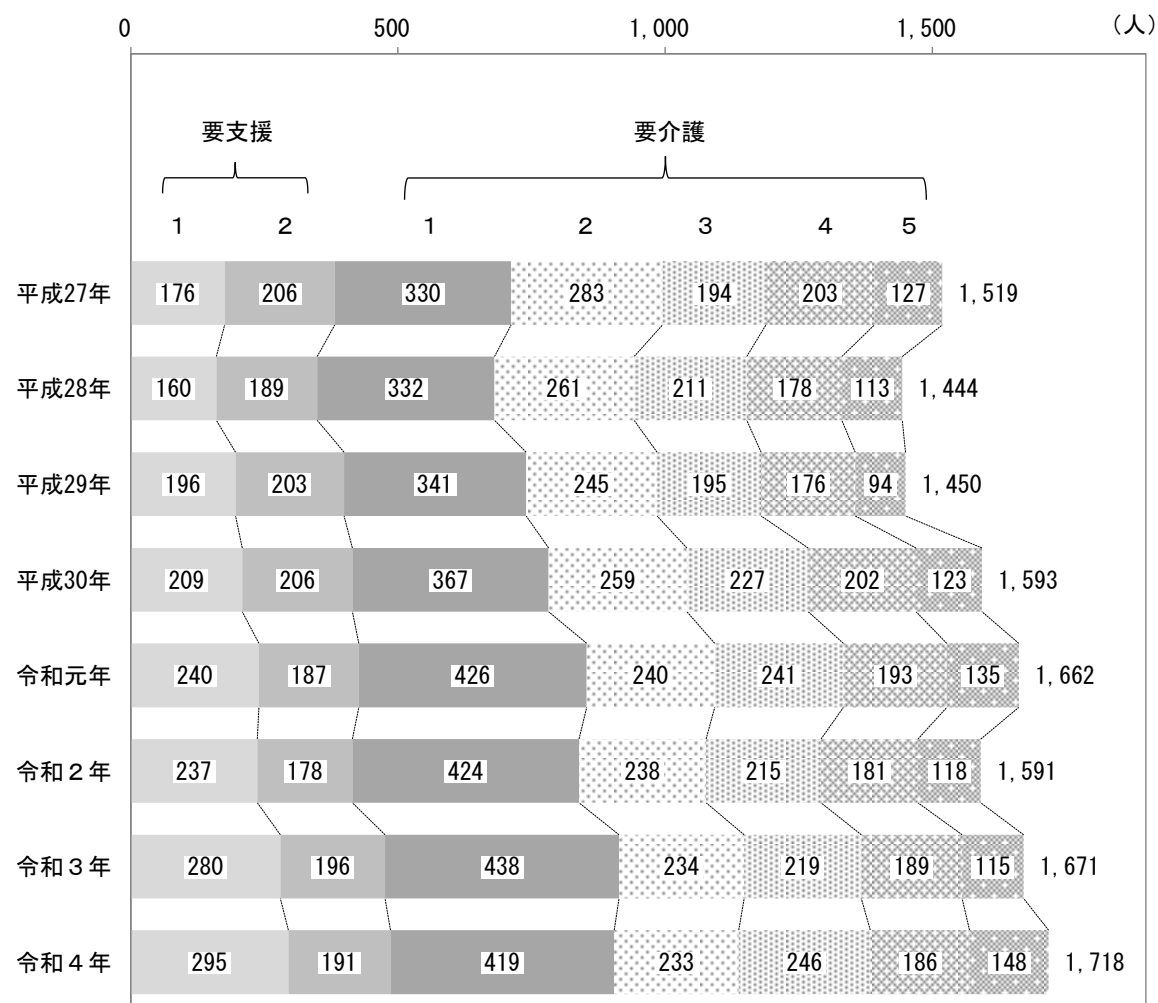 0 500 1,000 1,500 (人)
要支援 要介護
1 2 1 2 3 4 5
平成27年 176 206 330 283 194 203 127 1,519
平成28年 160 189 332 261 211 178 113 1,444
平成29年 196 203 341 245 195 176 94 1,450
平成30年 209 206 367 259 227 202 123 1,593
令和元年 240 187 426 240 241 193 135 1,662
令和２年 237 178 424 238 215 181 118 1,591
令和３年 280 196 438 234 219 189 115 1,671
令和４年 295 191 419 233 246 186 148 1,718